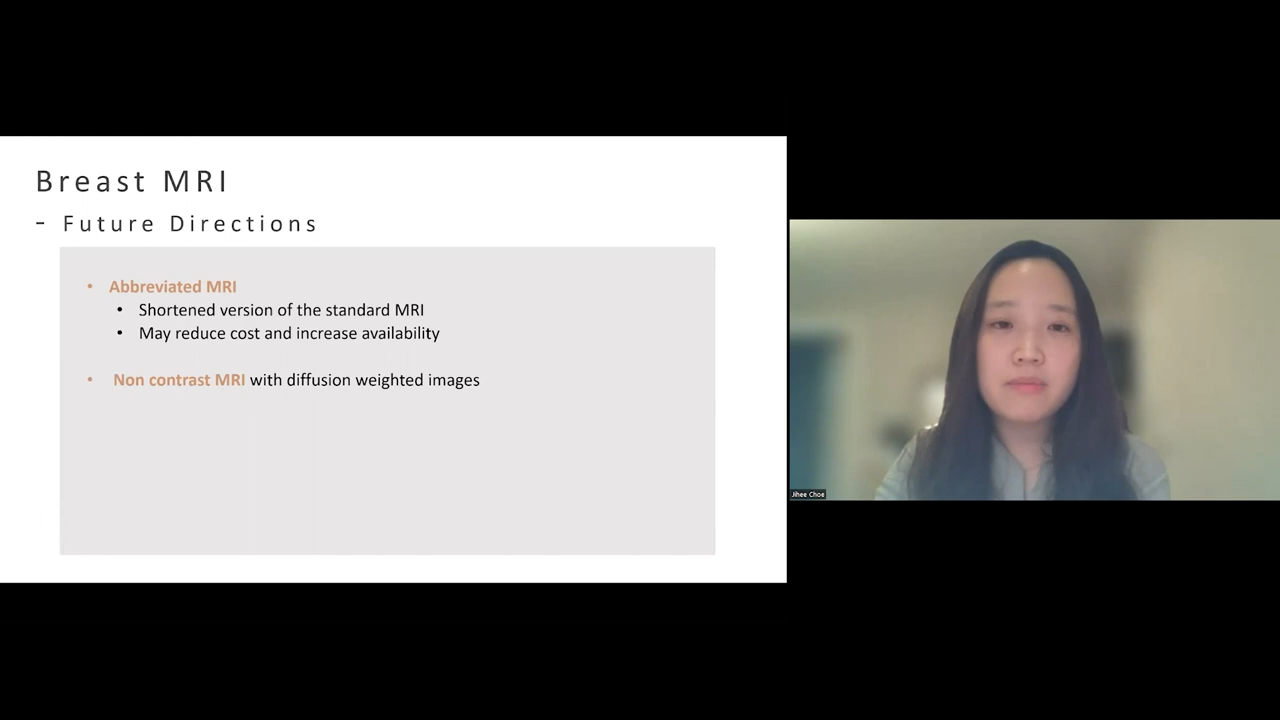 Breast MRI
- Future Directions
• Abbreviated MRI
• Shortened version of the standard MRI
• May reduce cost and increase availability
• Non contrast MRI with diffusion weighted images
Jihee Choe